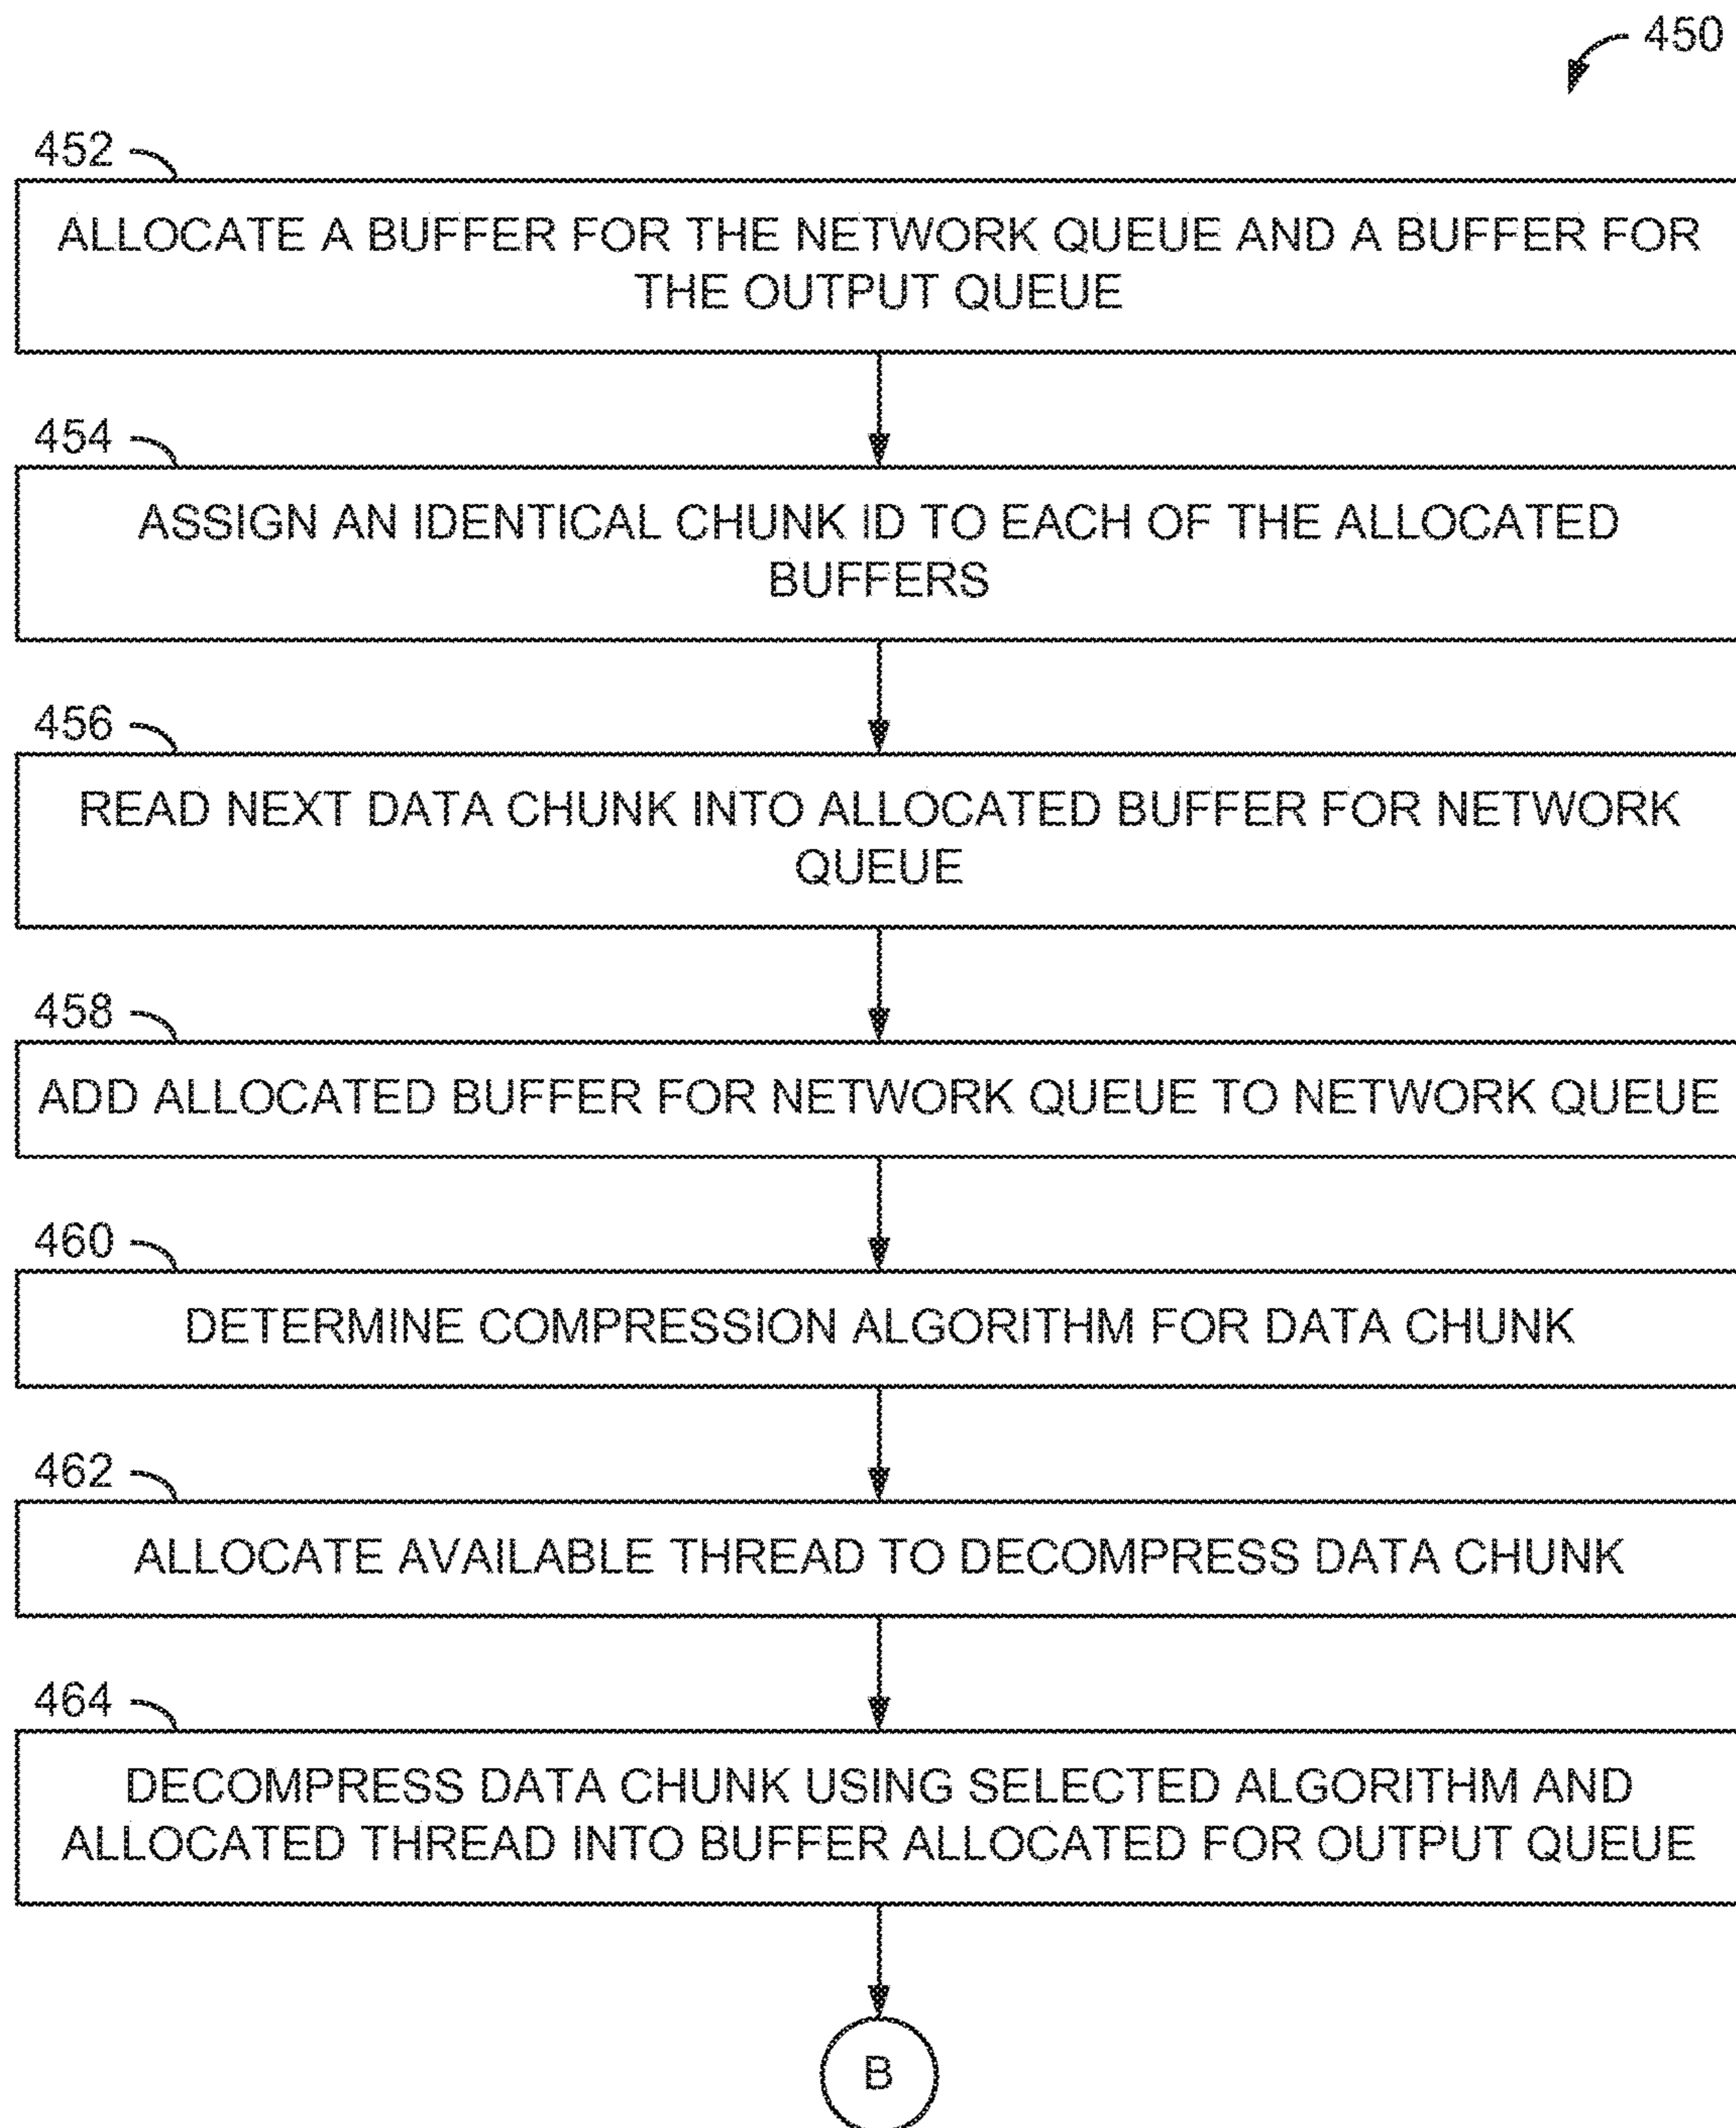 450
452
ALLOCATE A BUFFER FOR THE NETWORK QUEUE AND A BUFFER FOR
THE OUTPUT QUEUE
454
ASSIGN AN IDENTICAL CHUNK ID TO EACH OF THE ALLOCATED
BUFFERS
456
READ NEXT DATA CHUNK INTO ALLOCATED BUFFER FOR NETWORK
QUEUE
458
ADD ALLOCATED BUFFER FOR NETWORK QUEUE TO NETWORK QUEUE
460
DETERMINE COMPRESSION ALGORITHM FOR DATA CHUNK
462
ALLOCATE AVAILABLE THREAD TO DECOMPRESS DATA CHUNK
464
DECOMPRESS DATA CHUNK USING SELECTED ALGORITHM AND
ALLOCATED THREAD INTO BUFFER ALLOCATED FOR OUTPUT QUEUE
B